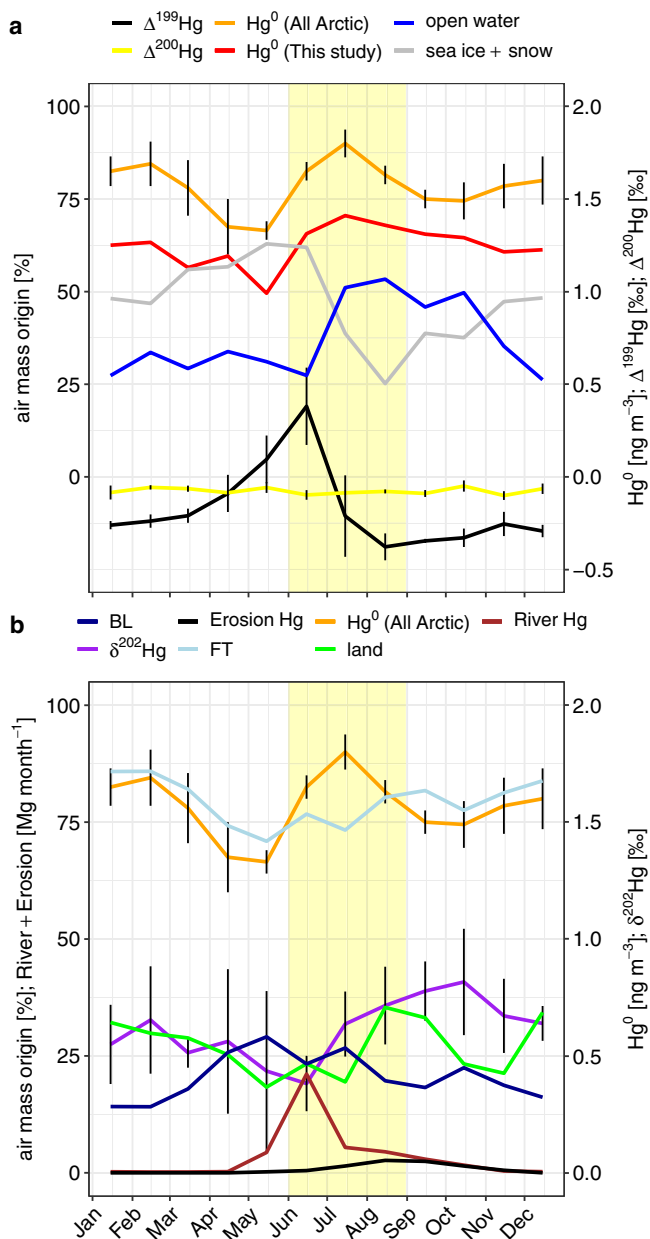 a
Δ¹⁹⁹Hg Hg⁰ (All Arctic) open water
Δ²⁰⁰Hg Hg⁰ (This study) sea ice + snow
100
75
50
25
0
2.0
1.5
1.0
0.5
0.0
−0.5
air mass origin [%]
Hg⁰ [ng m⁻³]; Δ¹⁹⁹Hg [‰]; Δ²⁰⁰Hg [‰]
b
BL Erosion Hg Hg⁰ (All Arctic) River Hg
δ²⁰²Hg FT land
100
75
50
25
0
2.0
1.5
1.0
0.5
0.0
air mass origin [%]; River + Erosion [Mg month⁻¹]
Hg⁰ [ng m⁻³]; δ²⁰²Hg [‰]
Jan Feb Mar Apr May Jun Jul Aug Sep Oct Nov Dec